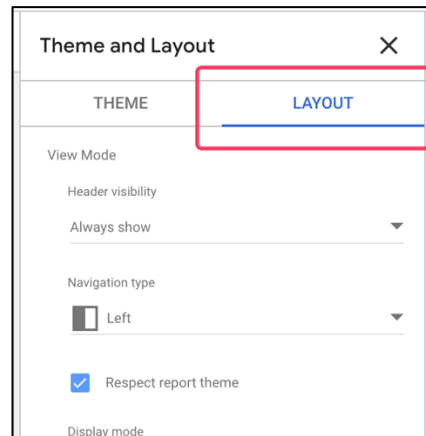 Theme and Layout
THEME LAYOUT
View Mode
Header visibility
Always show
Navigation type
Left
Respect report theme
Display mode